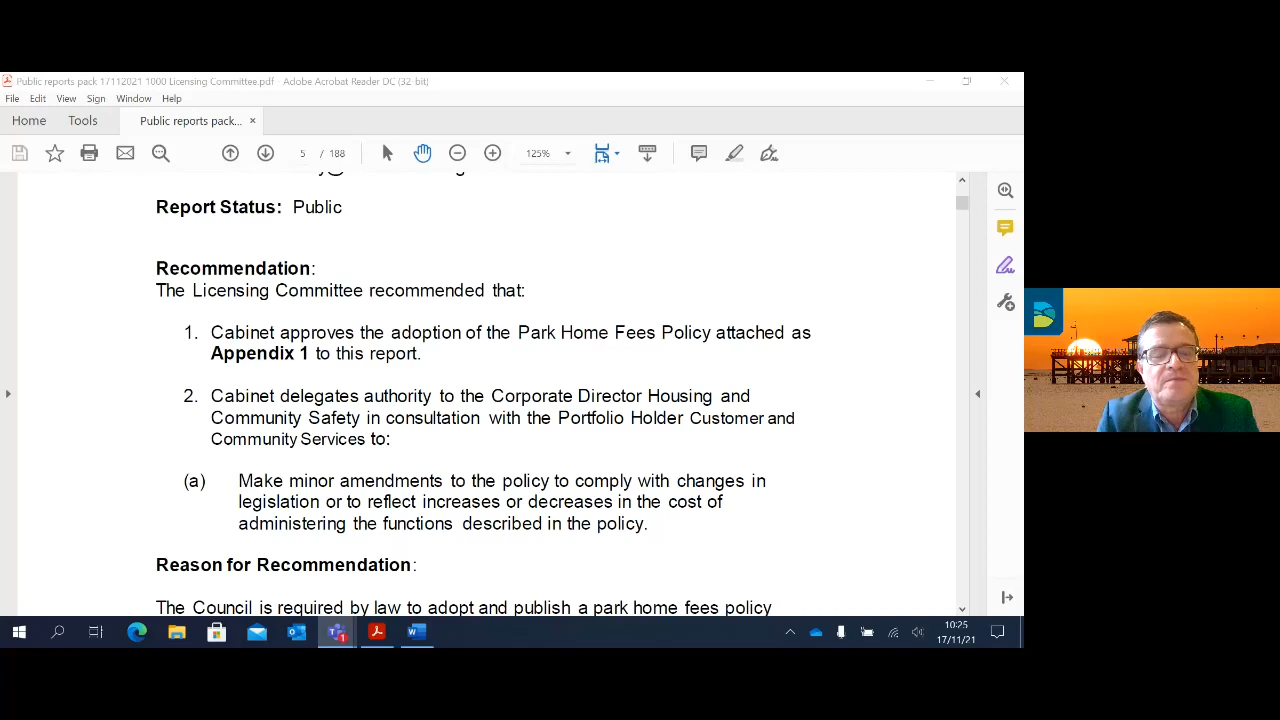 Public reports pack 17112021 1000 Licensing Committee.pdf - Adobe Acrobat Reader DC (32-bit)
File Edit View Sign Window Help
Home Tools Public reports pack... ×
5 / 188 125%
Report Status: Public
Recommendation:
The Licensing Committee recommended that:
1. Cabinet approves the adoption of the Park Home Fees Policy attached as
Appendix 1 to this report.
2. Cabinet delegates authority to the Corporate Director Housing and
Community Safety in consultation with the Portfolio Holder Customer and
Community Services to:
(a) Make minor amendments to the policy to comply with changes in
legislation or to reflect increases or decreases in the cost of
administering the functions described in the policy.
Reason for Recommendation:
The Council is required by law to adopt and publish a park home fees policy
10:25
17/11/21